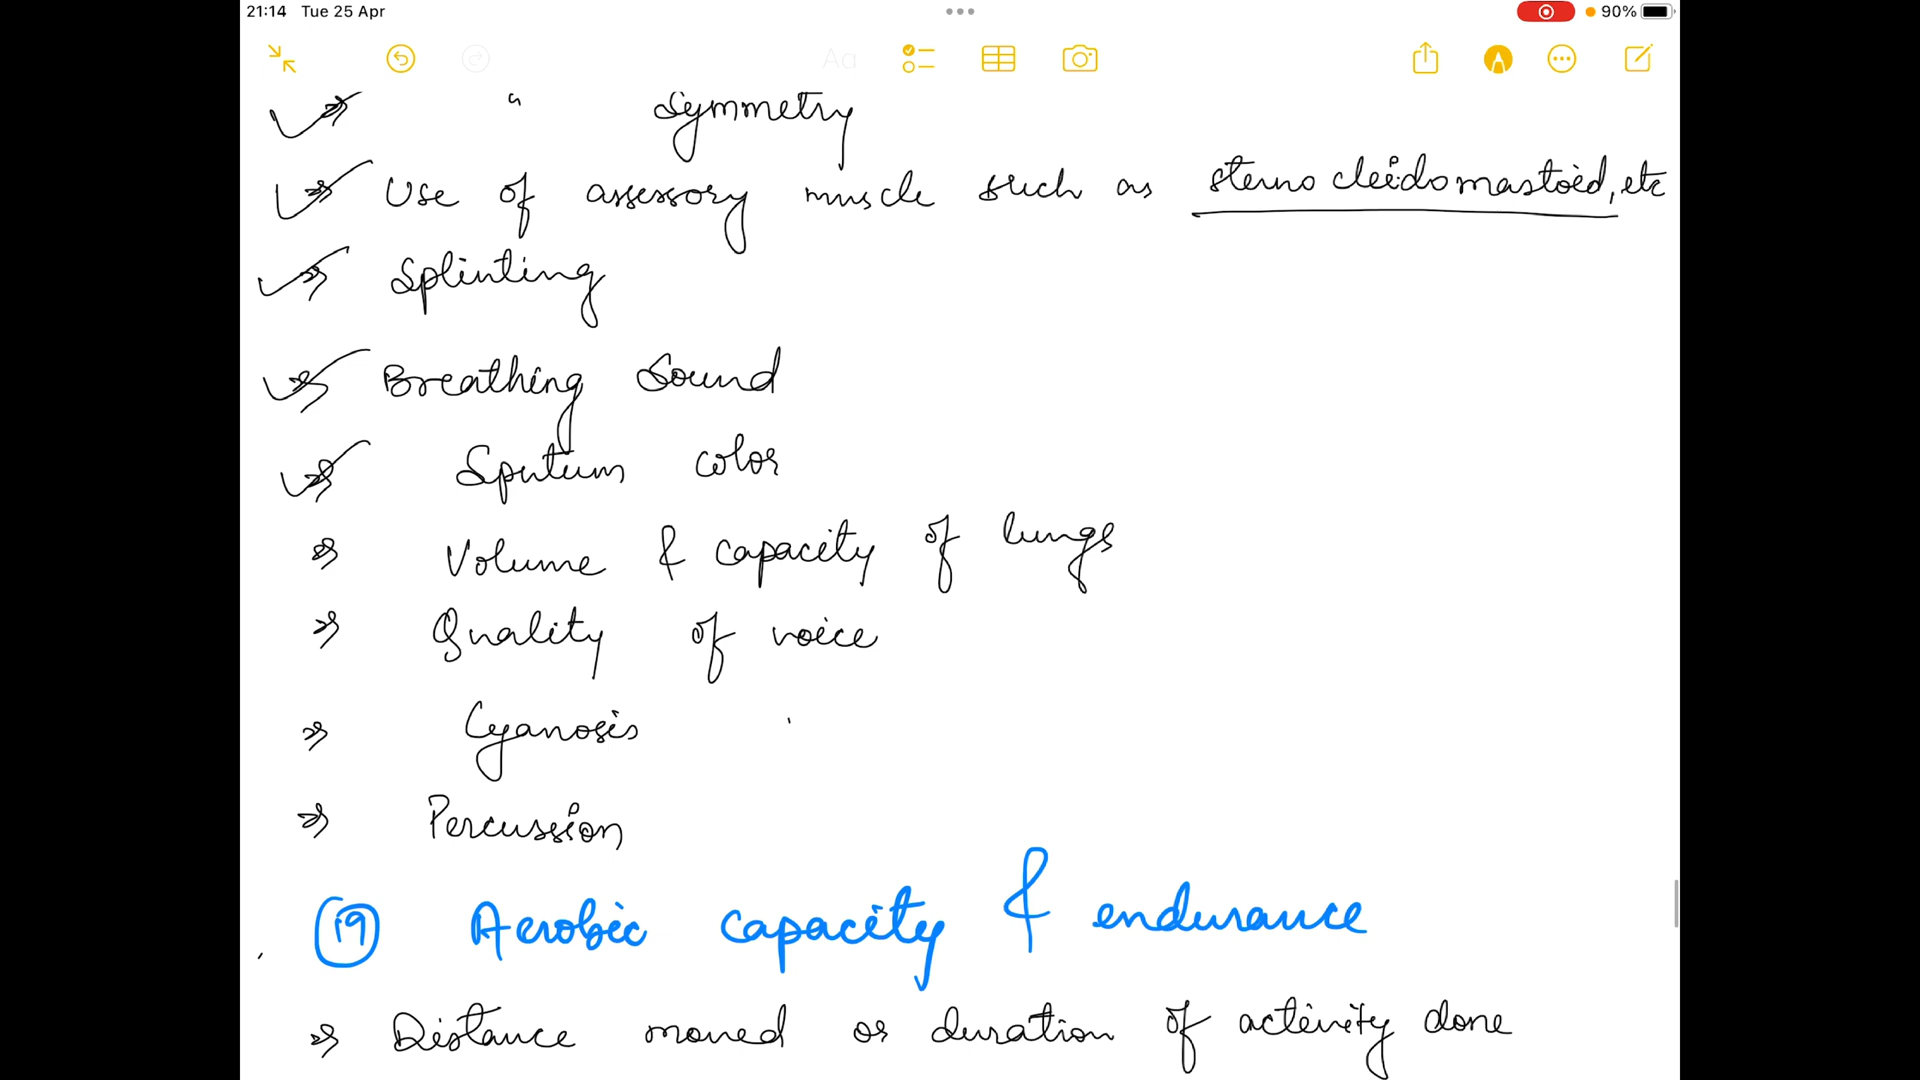 21:14 Tue 25 Apr
90%
Aa
" Symmetry
Use of assessory muscle such as sternocleidomastoid, etc
Splinting
Breathing Sound
Sputum color
Volume & capacity of lungs
Quality of voice
Cyanosis
Percussion
19 Aerobic capacity & endurance
Distance moved or duration of activity done